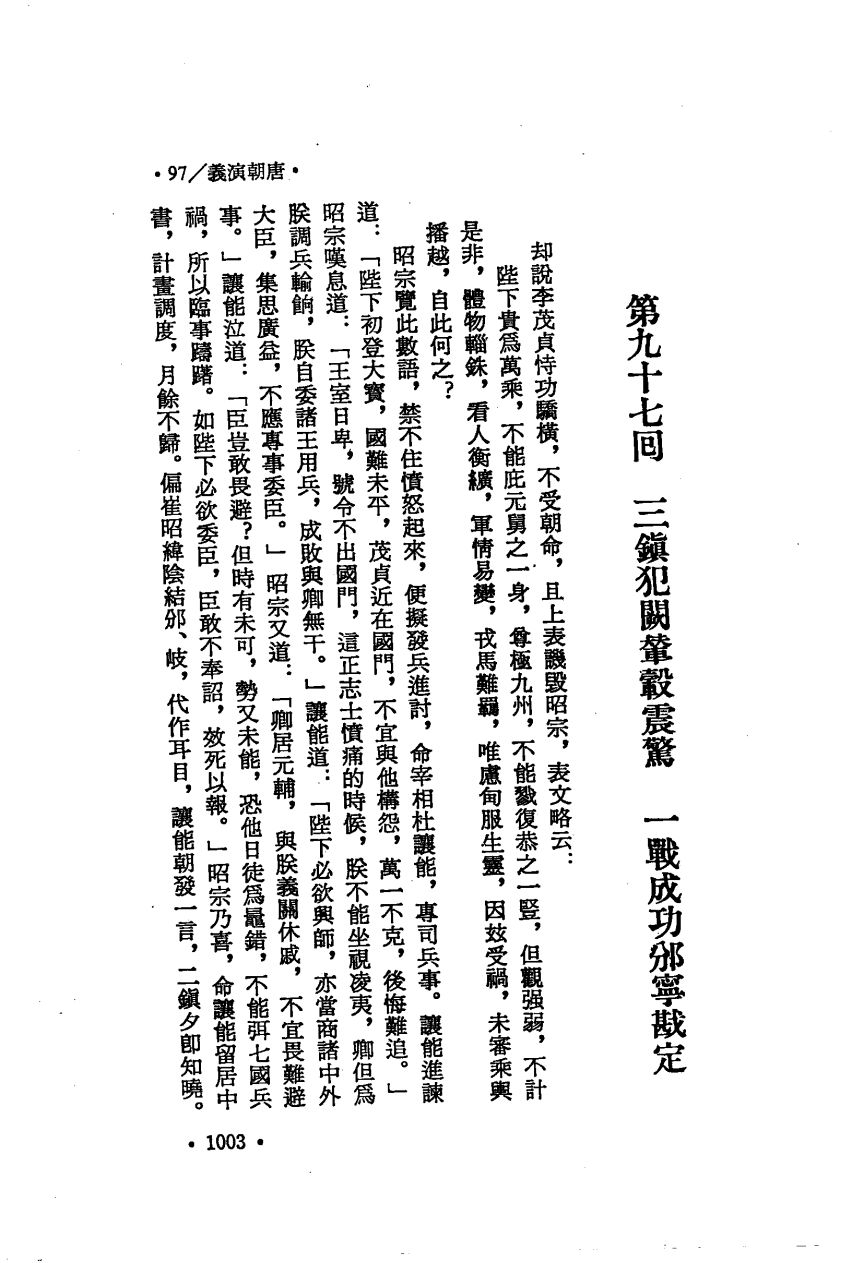 ·97/義演朝唐·
第九十七回　三鎭犯闕輦轂震驚　一戰成功邠寧戡定
却說李茂貞恃功驕橫，不受朝命，且上表譏毀昭宗，表文略云：
陛下貴爲萬乘，不能庇元舅之一身，尊極九州，不能戮復恭之一豎，但觀强弱，不計
是非，體物輜銖，看人衡纊，軍情易變，戎馬難羈，唯慮甸服生靈，因玆受禍，未審乘輿
播越，自此何之？
昭宗覽此數語，禁不住憤怒起來，便擬發兵進討，命宰相杜讓能，專司兵事。讓能進諫
道：「陛下初登大寶，國難未平，茂貞近在國門，不宜與他構怨，萬一不克，後悔難追。」
昭宗嘆息道：「王室日卑，號令不出國門，這正志士憤痛的時候，朕不能坐視凌夷，卿但爲
朕調兵輸餉，朕自委諸王用兵，成敗與卿無干。」讓能道：「陛下必欲興師，亦當商諸中外
大臣，集思廣益，不應專事委臣。」昭宗又道：「卿居元輔，與朕義關休戚，不宜畏難避
事。」讓能泣道：「臣豈敢畏避？但時有未可，勢又未能，恐他日徒爲鼂錯，不能弭七國兵
禍，所以臨事躊躇。如陛下必欲委臣，臣敢不奉詔，效死以報。」昭宗乃喜，命讓能留居中
書，計畫調度，月餘不歸。偏崔昭緯陰結邠、岐，代作耳目，讓能朝發一言，二鎭夕卽知曉。
·1003·